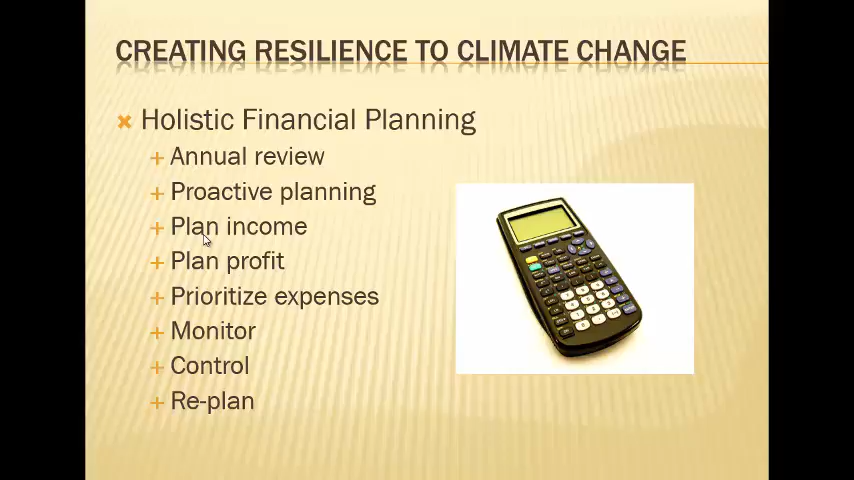 CREATING RESILIENCE TO CLIMATE CHANGE
Holistic Financial Planning
Annual review
Proactive planning
Plan income
Plan profit
Prioritize expenses
Monitor
Control
Re-plan